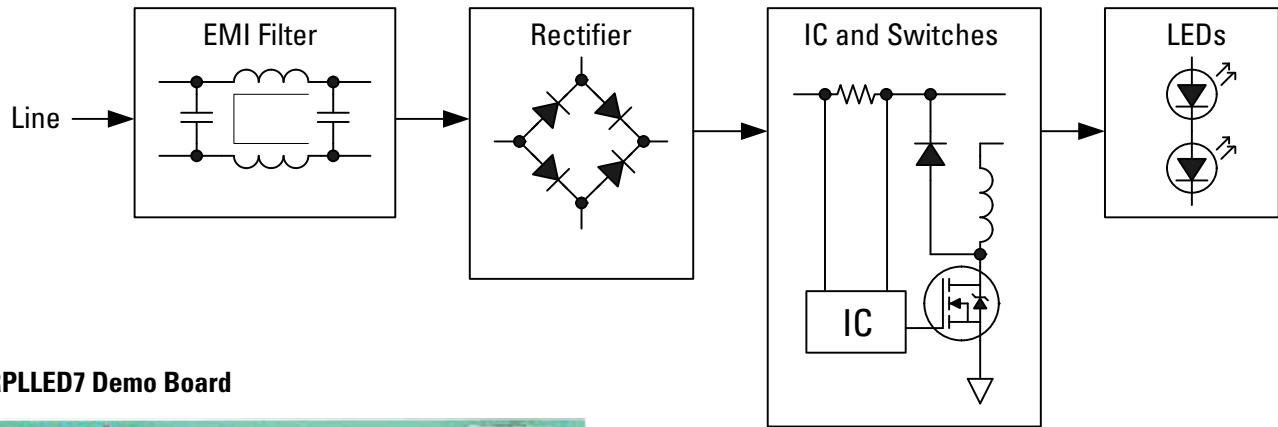 EMI Filter
Rectifier
IC and Switches
LEDs
Line
IC
PLLED7 Demo Board